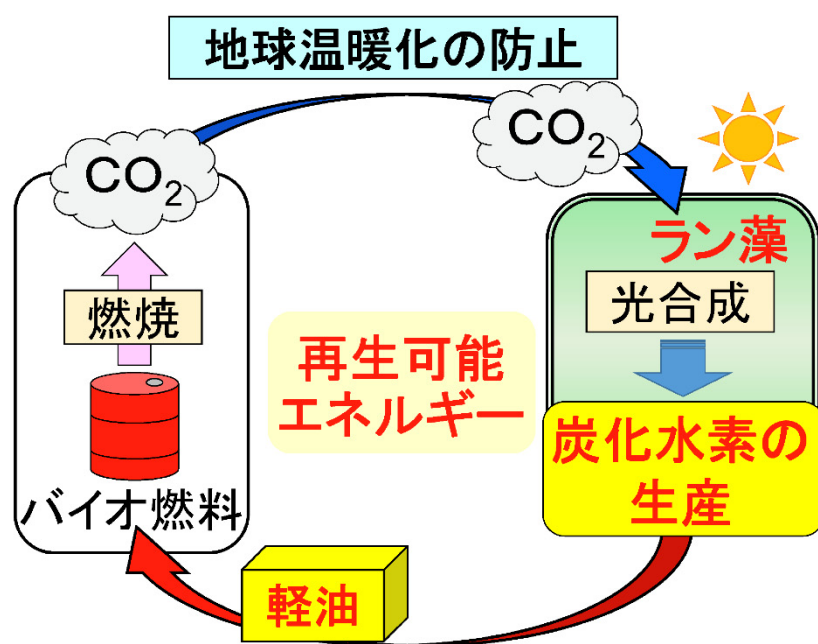 地球温暖化の防止
CO₂
CO₂
ラン藻
光合成
燃焼
再生可能
エネルギー
炭化水素の
生産
バイオ燃料
軽油